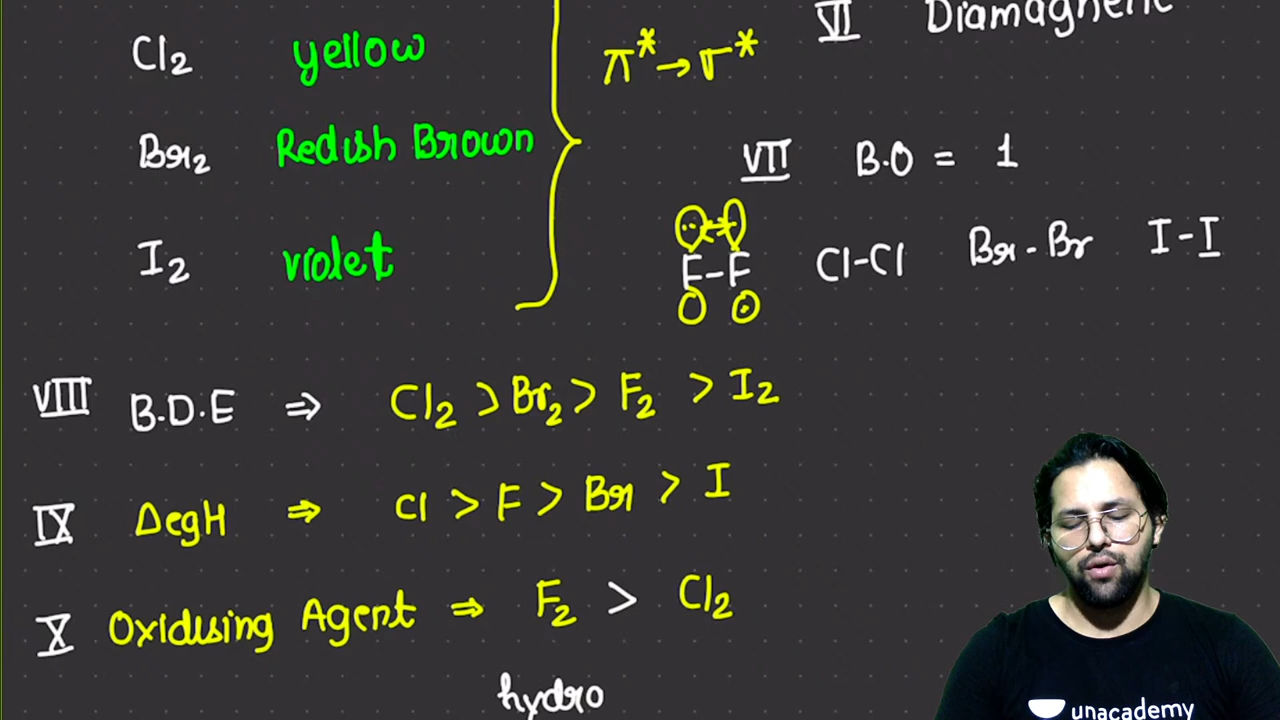 Cl2 yellow
Br2 Redish Brown
I2 violet
π* → σ*
VI Diamagnetic
VII B.O = 1
F-F Cl-Cl Br-Br I-I
VIII B.D.E ⇒ Cl2 > Br2 > F2 > I2
IX ΔegH ⇒ Cl > F > Br > I
X Oxidising Agent ⇒ F2 > Cl2
hydro
unacademy